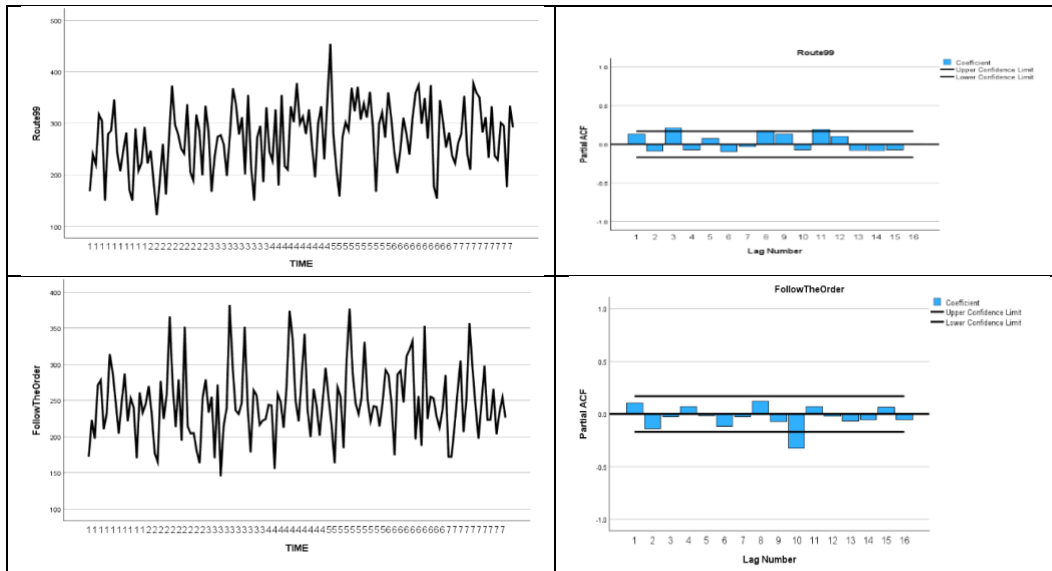 500
400
300
200
100
Route99
TIME
Route99
Coefficient
Upper Confidence Limit
Lower Confidence Limit
1.0
0.5
0.0
-0.5
-1.0
Partial ACF
1 2 3 4 5 6 7 8 9 10 11 12 13 14 15 16
Lag Number
400
350
300
250
200
150
100
FollowTheOrder
TIME
FollowTheOrder
Coefficient
Upper Confidence Limit
Lower Confidence Limit
1.0
0.5
0.0
-0.5
-1.0
Partial ACF
1 2 3 4 5 6 7 8 9 10 11 12 13 14 15 16
Lag Number